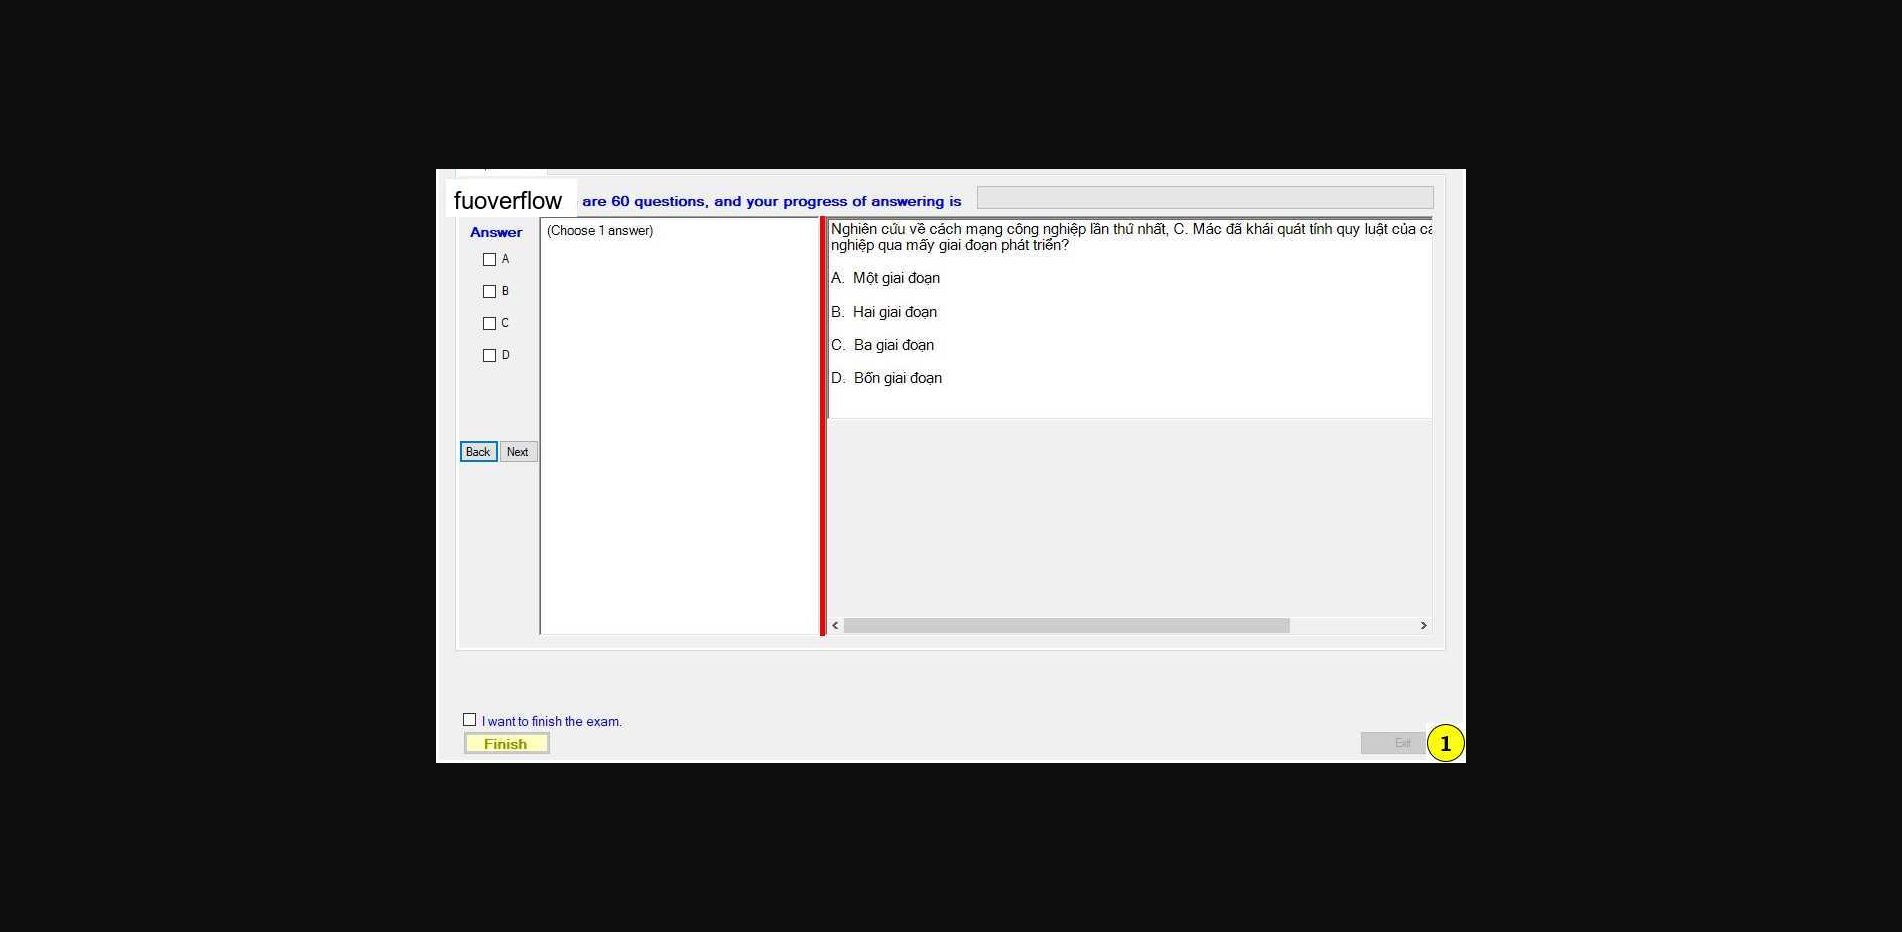 fuoverflow are 60 questions, and your progress of answering is
Answer
(Choose 1 answer)
A
B
C
D
Back Next
Nghiên cứu về cách mạng công nghiệp lần thứ nhất, C. Mác đã khái quát tính quy luật của cá
nghiệp qua mấy giai đoạn phát triển?
A. Một giai đoạn
B. Hai giai đoạn
C. Ba giai đoạn
D. Bốn giai đoạn
I want to finish the exam.
Finish
Exit
1